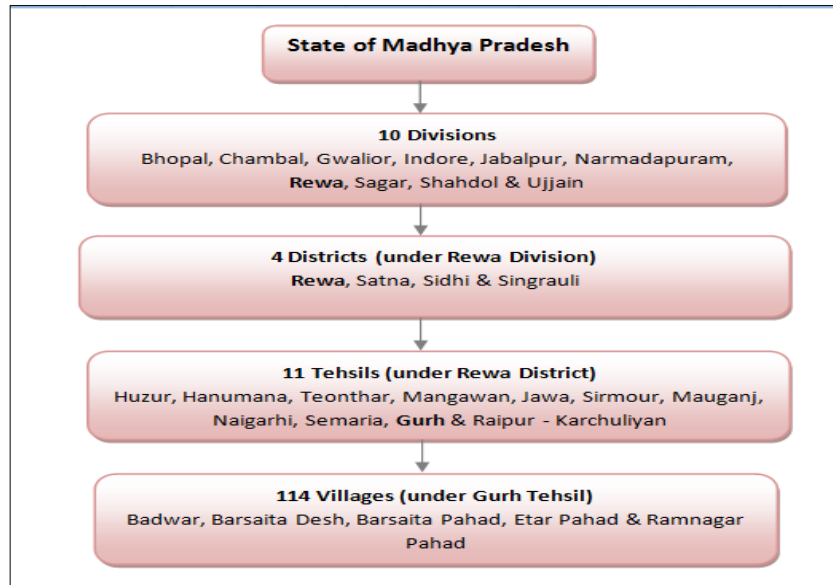 State of Madhya Pradesh
10 Divisions
Bhopal, Chambal, Gwalior, Indore, Jabalpur, Narmadapuram,
Rewa, Sagar, Shahdol & Ujjain
4 Districts (under Rewa Division)
Rewa, Satna, Sidhi & Singrauli
11 Tehsils (under Rewa District)
Huzur, Hanumana, Teonthar, Mangawan, Jawa, Sirmour, Mauganj,
Naigarhi, Semaria, Gurh & Raipur - Karchuliyan
114 Villages (under Gurh Tehsil)
Badwar, Barsaita Desh, Barsaita Pahad, Etar Pahad & Ramnagar
Pahad